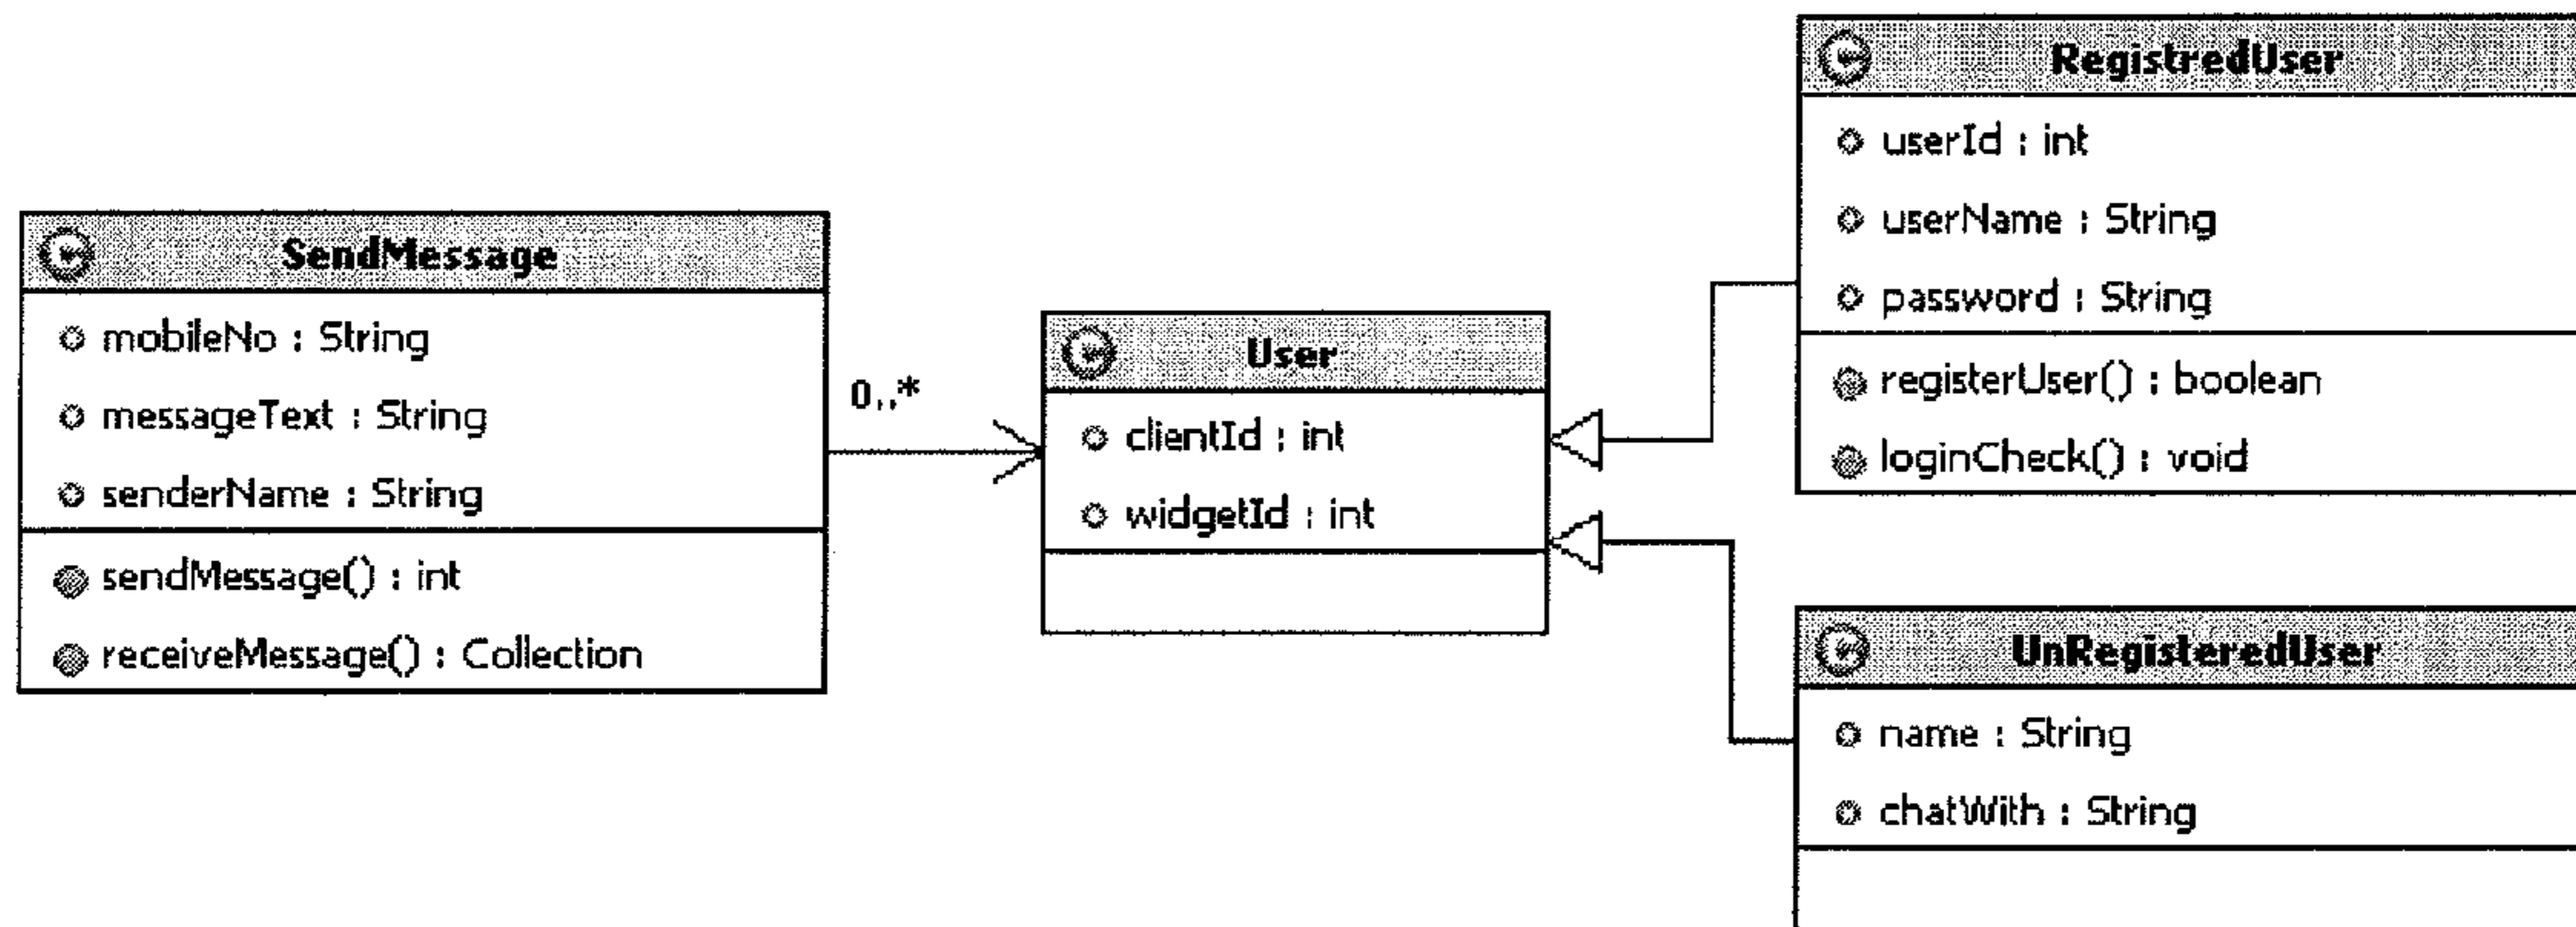 SendMessage
mobileNo : String
messageText : String
senderName : String
sendMessage() : int
receiveMessage() : Collection
0..*
User
clientId : int
widgetId : int
RegistredUser
userId : int
userName : String
password : String
registerUser() : boolean
loginCheck() : void
UnRegisteredUser
name : String
chatWith : String